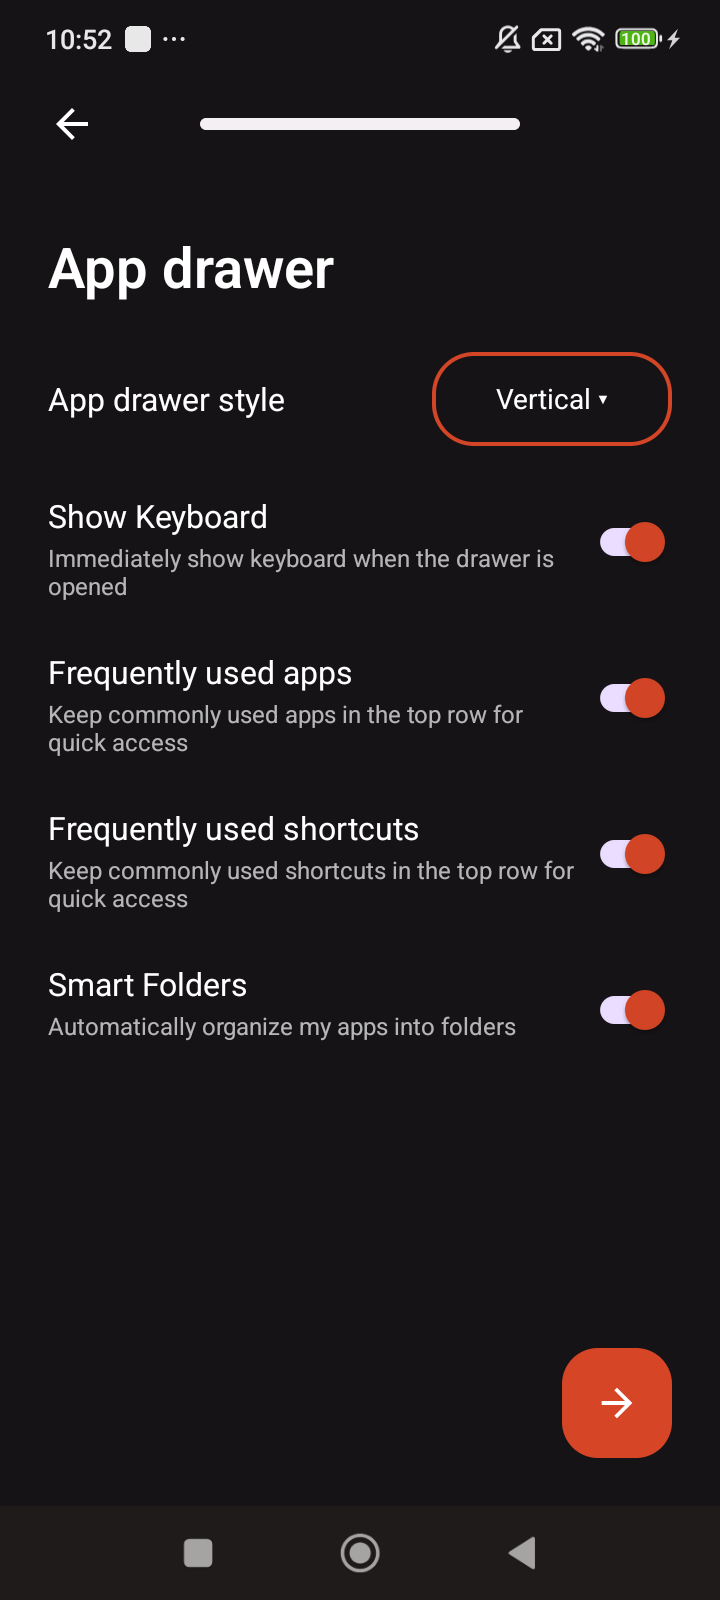 10:52
100
App drawer
App drawer style
Vertical
Show Keyboard
Immediately show keyboard when the drawer is
opened
Frequently used apps
Keep commonly used apps in the top row for
quick access
Frequently used shortcuts
Keep commonly used shortcuts in the top row for
quick access
Smart Folders
Automatically organize my apps into folders